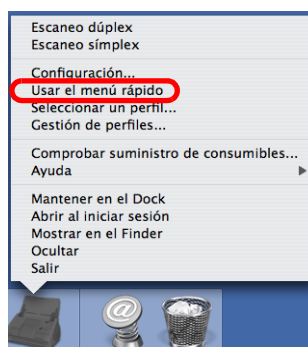 Escaneo dúplex
Escaneo símplex
Configuración...
Usar el menú rápido
Seleccionar un perfil...
Gestión de perfiles...
Comprobar suministro de consumibles...
Ayuda
Mantener en el Dock
Abrir al iniciar sesión
Mostrar en el Finder
Ocultar
Salir
@